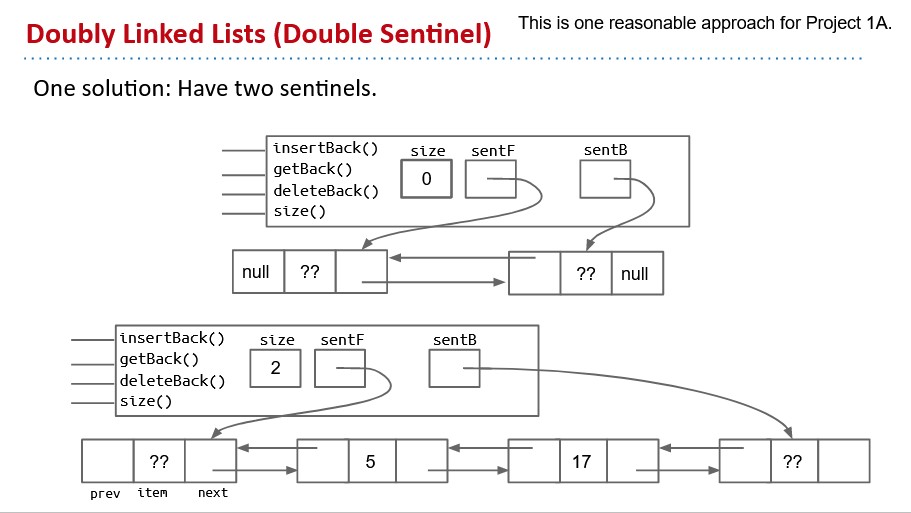 Doubly Linked Lists (Double Sentinel)
This is one reasonable approach for Project 1A.
One solution: Have two sentinels.
insertBack()
getBack()
deleteBack()
size()
size sentF sentB
0
null ??
?? null
insertBack()
getBack()
deleteBack()
size()
size sentF sentB
2
?? 5 17 ??
prev item next